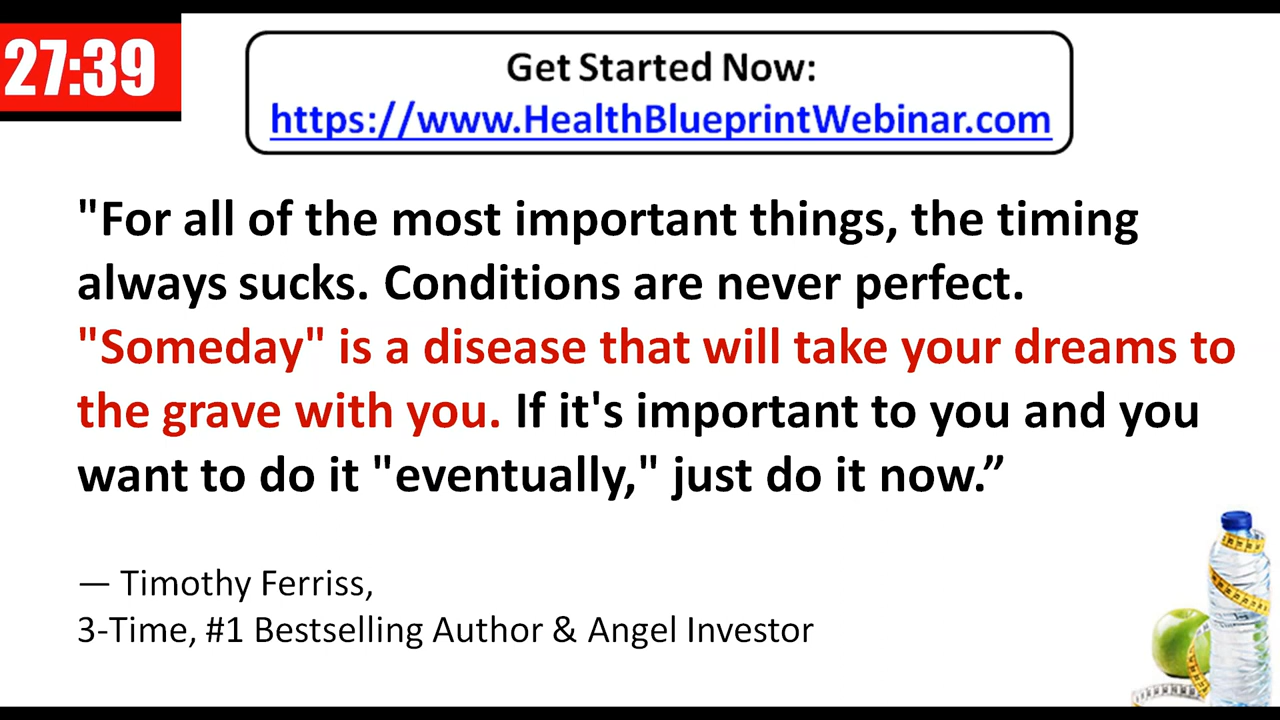 27:39
Get Started Now:
https://www.HealthBlueprintWebinar.com
"For all of the most important things, the timing
always sucks. Conditions are never perfect.
"Someday" is a disease that will take your dreams to
the grave with you. If it's important to you and you
want to do it "eventually," just do it now.”
— Timothy Ferriss,
3-Time, #1 Bestselling Author & Angel Investor